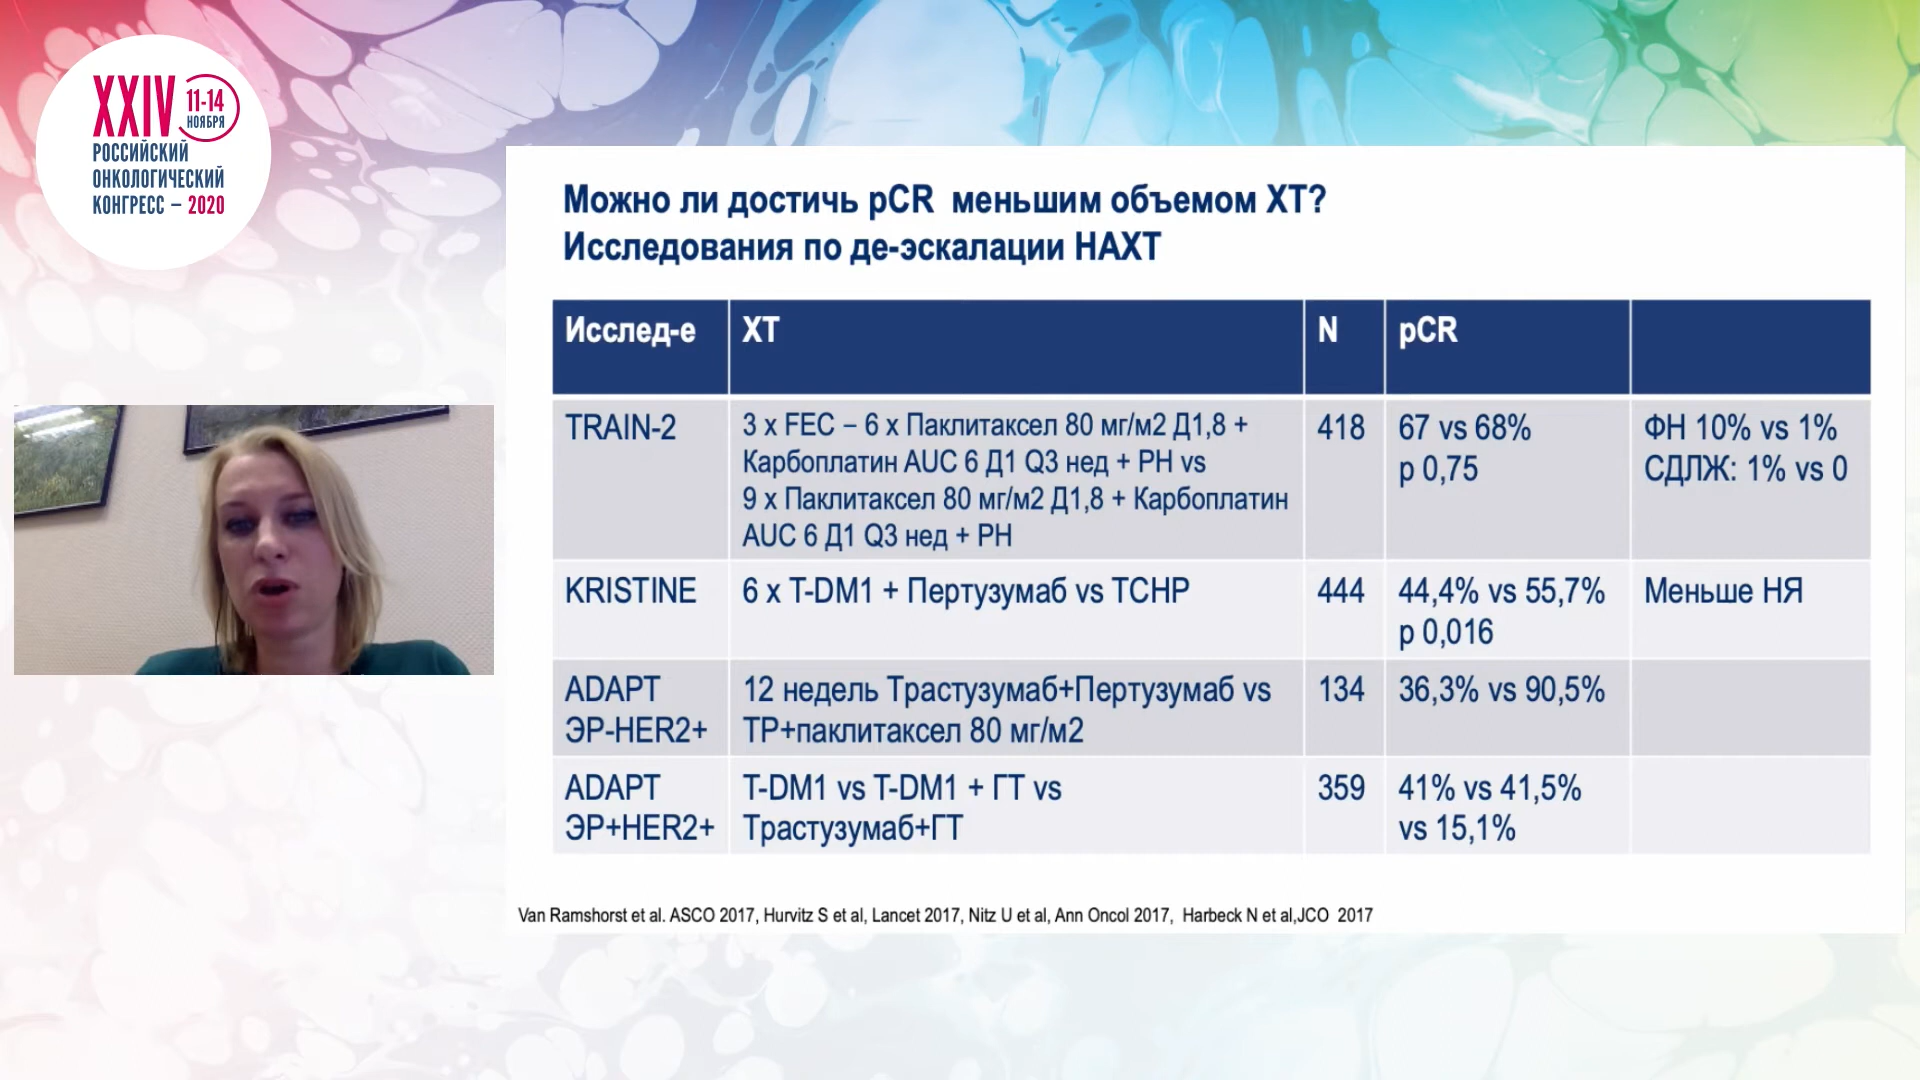 XXIV
11-14
НОЯБРЯ
РОССИЙСКИЙ
ОНКОЛОГИЧЕСКИЙ
КОНГРЕСС – 2020
Можно ли достичь pCR меньшим объемом ХТ?
Исследования по де-эскалации НАХТ
Исслед-е ХТ N pCR
TRAIN-2
3 x FEC – 6 x Паклитаксел 80 мг/м2 Д1,8 +
Карбоплатин AUC 6 Д1 Q3 нед + PH vs
9 x Паклитаксел 80 мг/м2 Д1,8 + Карбоплатин
AUC 6 Д1 Q3 нед + PH
418
67 vs 68%
p 0,75
ФН 10% vs 1%
СДЛЖ: 1% vs 0
KRISTINE
6 x T-DM1 + Пертузумаб vs TCHP
444
44,4% vs 55,7%
p 0,016
Меньше НЯ
ADAPT
ЭР-HER2+
12 недель Трастузумаб+Пертузумаб vs
ТР+паклитаксел 80 мг/м2
134
36,3% vs 90,5%
ADAPT
ЭР+HER2+
T-DM1 vs T-DM1 + ГТ vs
Трастузумаб+ГТ
359
41% vs 41,5%
vs 15,1%
Van Ramshorst et al. ASCO 2017, Hurvitz S et al, Lancet 2017, Nitz U et al, Ann Oncol 2017, Harbeck N et al,JCO 2017